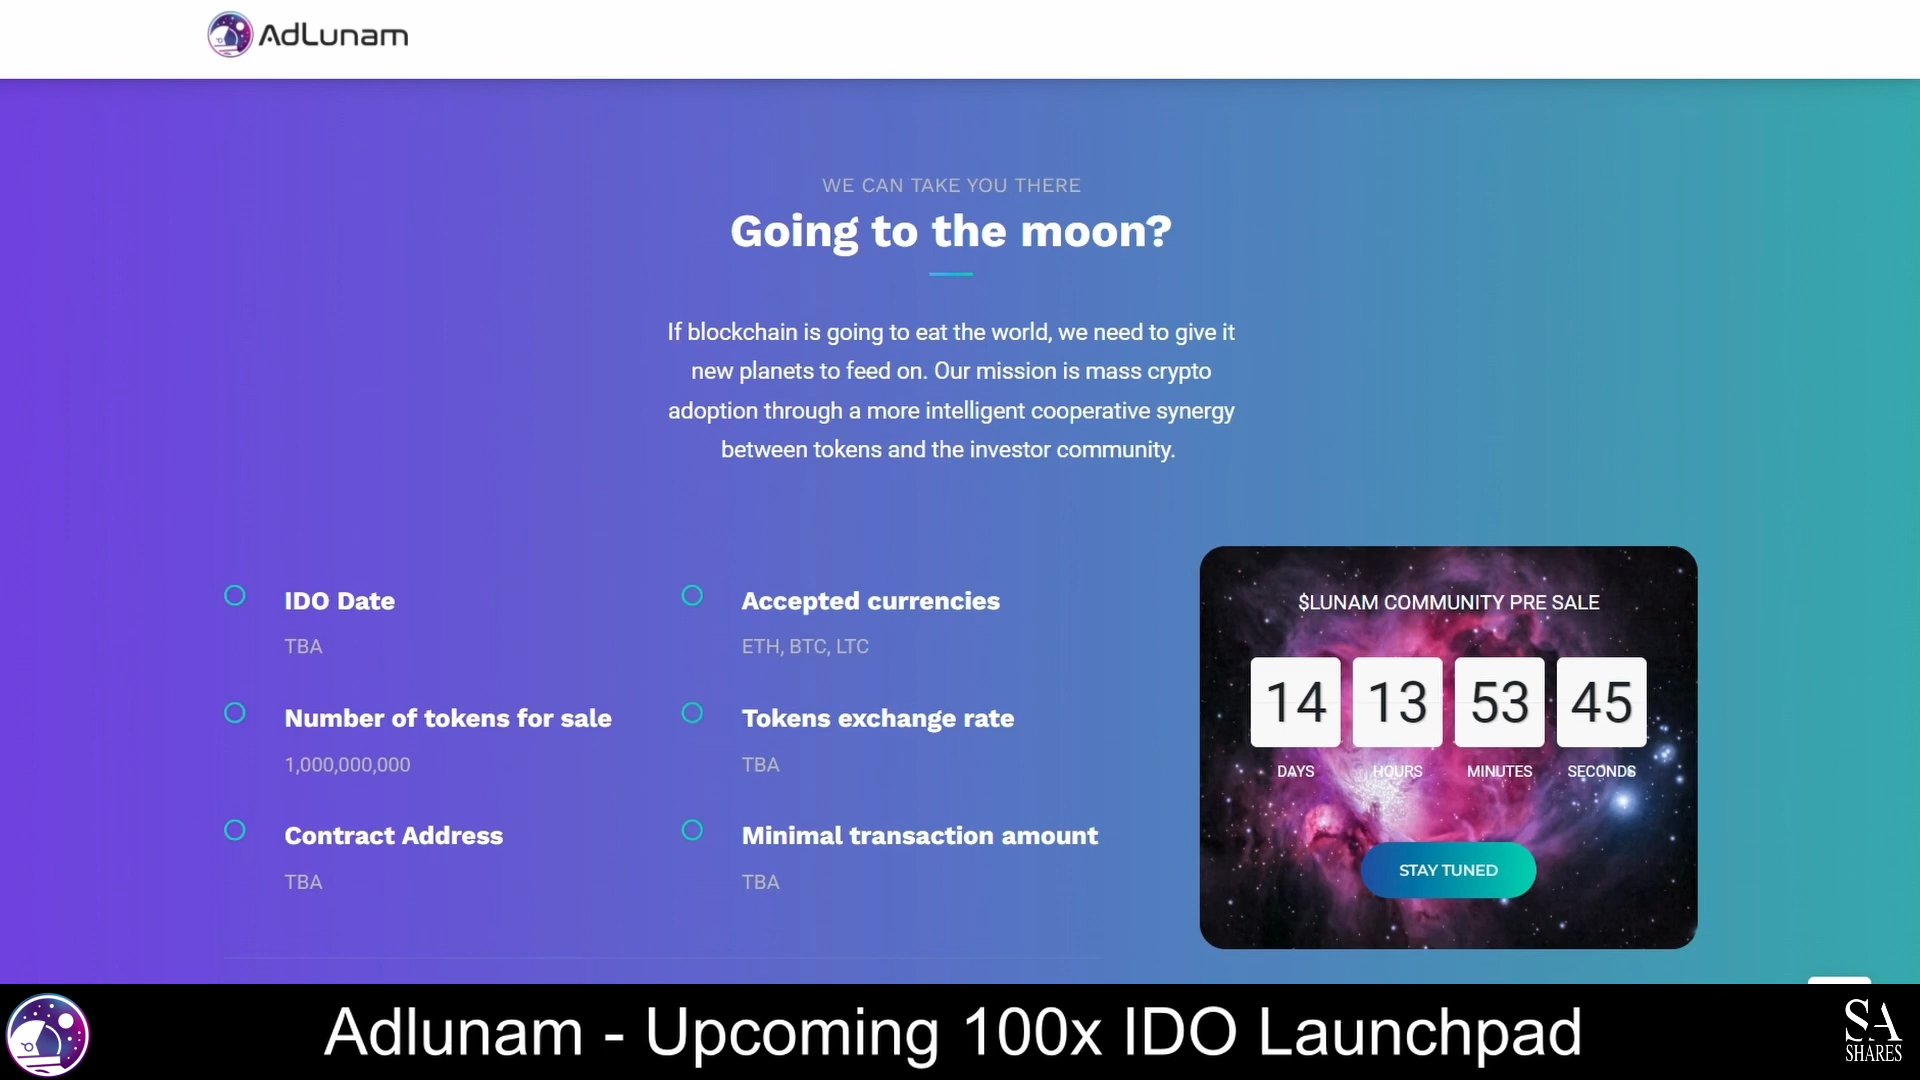 AdLunam
WE CAN TAKE YOU THERE
Going to the moon?
If blockchain is going to eat the world, we need to give it
new planets to feed on. Our mission is mass crypto
adoption through a more intelligent cooperative synergy
between tokens and the investor community.
IDO Date
TBA
Accepted currencies
ETH, BTC, LTC
Number of tokens for sale
1,000,000,000
Tokens exchange rate
TBA
Contract Address
TBA
Minimal transaction amount
TBA
$LUNAM COMMUNITY PRE SALE
14 13 53 45
DAYS HOURS MINUTES SECONDS
STAY TUNED
Adlunam - Upcoming 100x IDO Launchpad
SA
SHARES